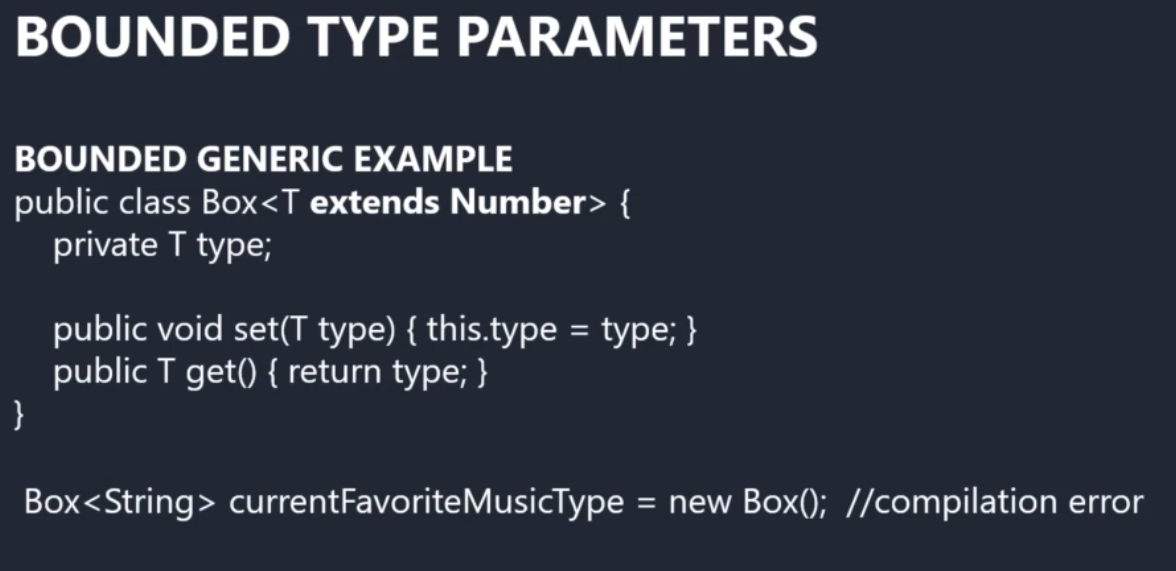 BOUNDED TYPE PARAMETERS
BOUNDED GENERIC EXAMPLE
public class Box<T extends Number> {
private T type;
public void set(T type) { this.type = type; }
public T get() { return type; }
}
Box<String> currentFavoriteMusicType = new Box(); //compilation error